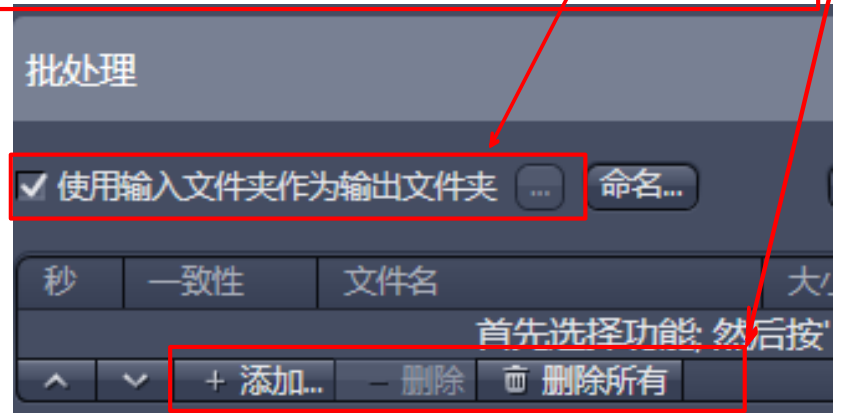 批处理
使用输入文件夹作为输出文件夹 ... 命名...
秒 一致性 文件名 大
首先选择功能; 然后按'
+ 添加... − 删除 删除所有